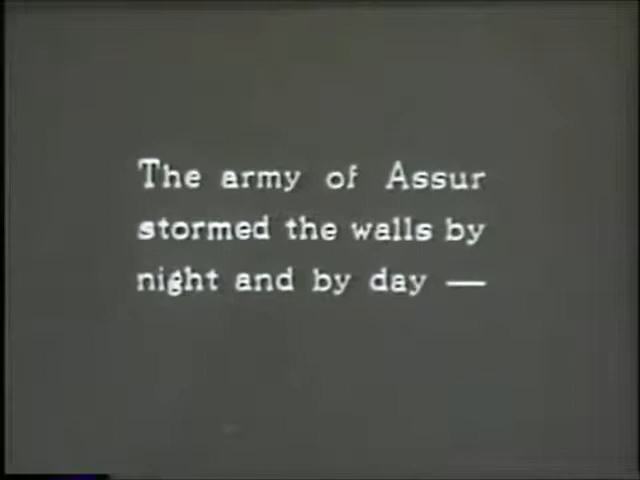 The army of Assur
stormed the walls by
night and by day —